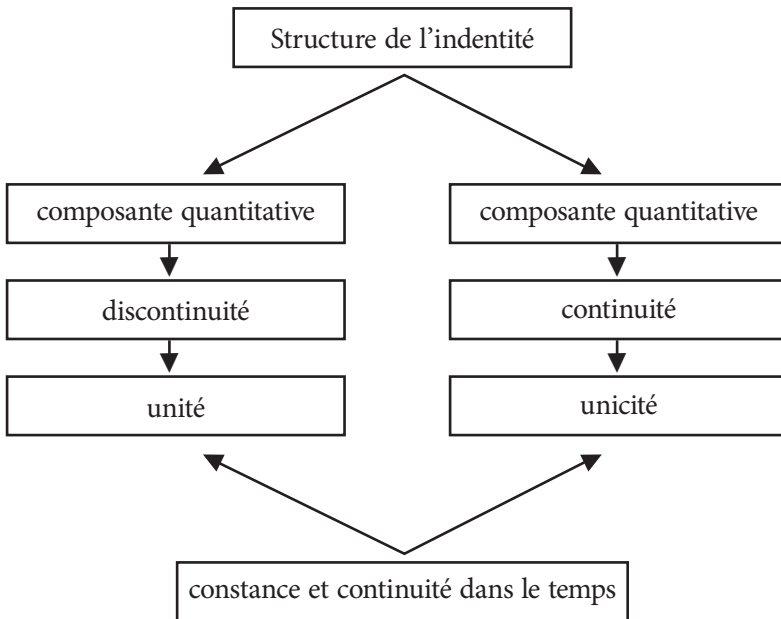 Structure de l'indentité
composante quantitative
composante quantitative
discontinuité
continuité
unité
unicité
constance et continuité dans le temps